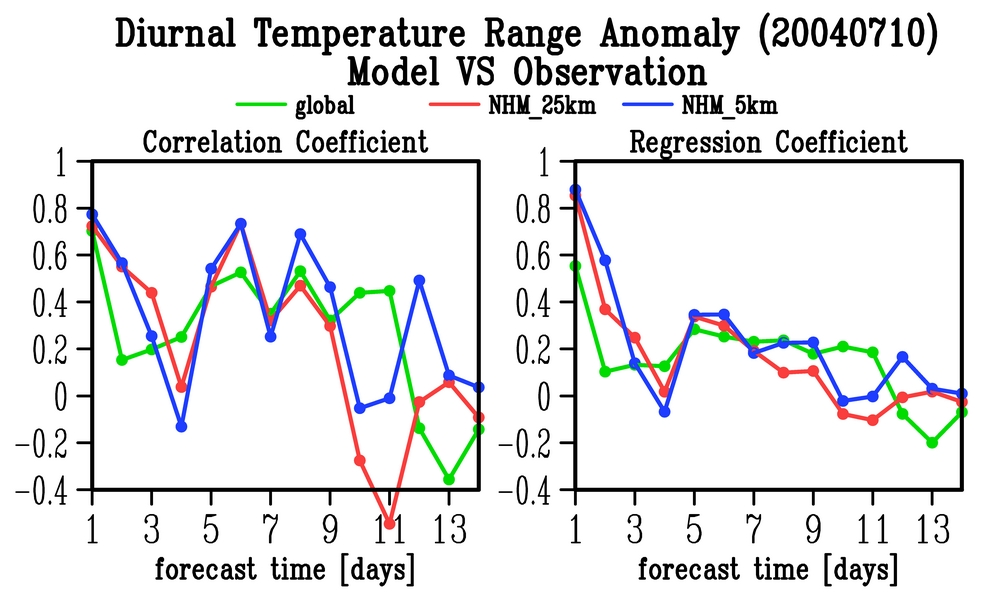 Diurnal Temperature Range Anomaly (20040710)
Model VS Observation
global NHM_25km NHM_5km
Correlation Coefficient
1
0.8
0.6
0.4
0.2
0
−0.2
−0.4
1 3 5 7 9 11 13
forecast time [days]
Regression Coefficient
1
0.8
0.6
0.4
0.2
0
−0.2
−0.4
1 3 5 7 9 11 13
forecast time [days]